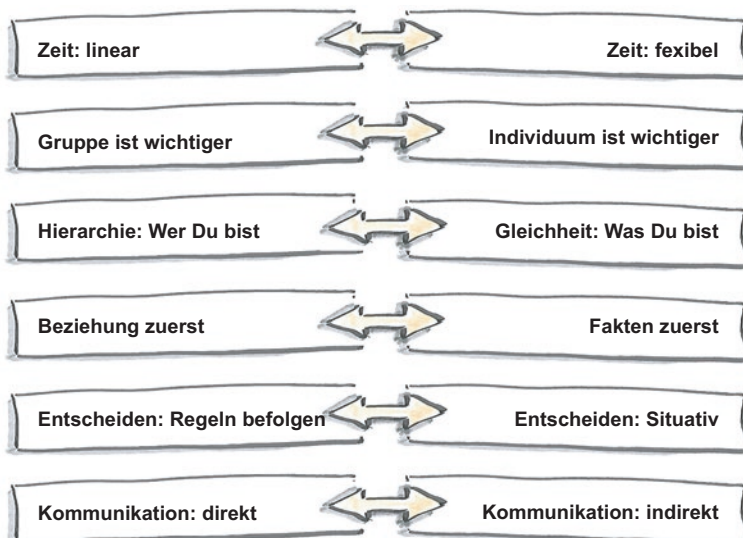 Zeit: linear
Zeit: fexibel
Gruppe ist wichtiger
Individuum ist wichtiger
Hierarchie: Wer Du bist
Gleichheit: Was Du bist
Beziehung zuerst
Fakten zuerst
Entscheiden: Regeln befolgen
Entscheiden: Situativ
Kommunikation: direkt
Kommunikation: indirekt